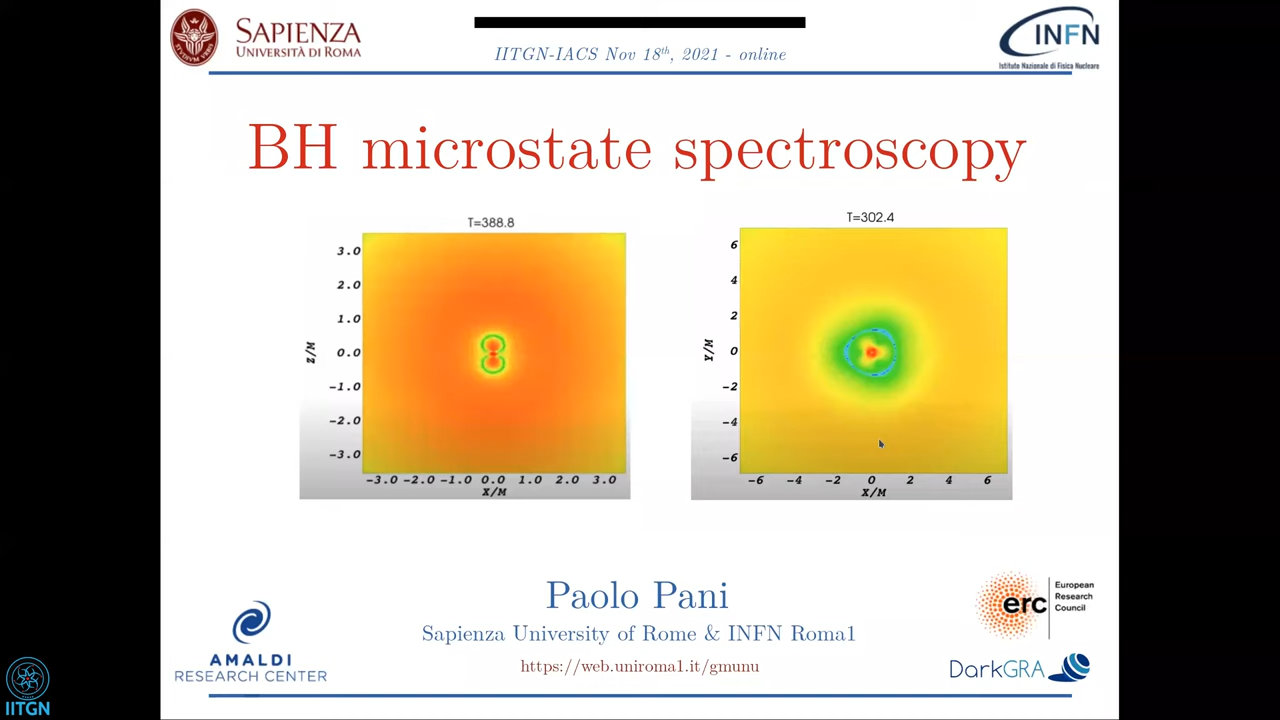 SAPIENZA
UNIVERSITÀ DI ROMA
IITGN-IACS Nov 18th, 2021 - online
INFN
Istituto Nazionale di Fisica Nucleare
BH microstate spectroscopy
T=388.8
3.0
2.0
1.0
0.0
-1.0
-2.0
-3.0
Z/M
-3.0 -2.0 -1.0 0.0 1.0 2.0 3.0
X/M
T=302.4
6
4
2
0
-2
-4
-6
Y/M
-6 -4 -2 0 2 4 6
X/M
Paolo Pani
Sapienza University of Rome & INFN Roma1
https://web.uniroma1.it/gmunu
AMALDI
RESEARCH CENTER
erc
European
Research
Council
DarkGRA
IITGN